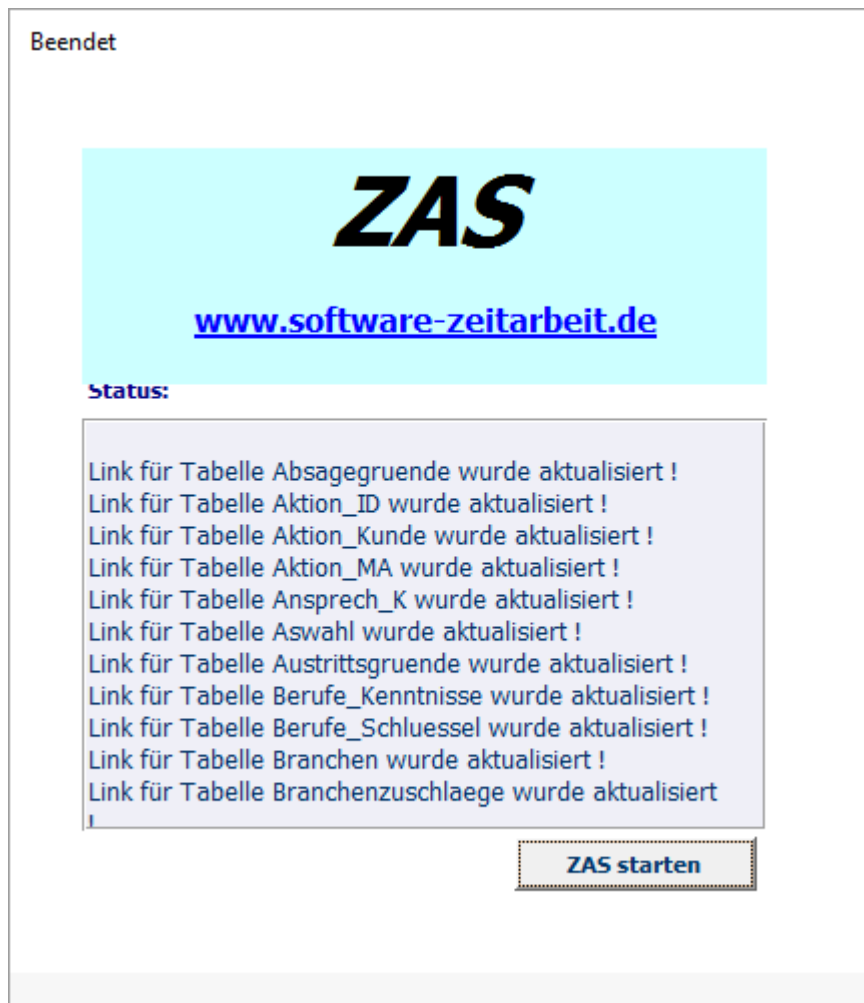 Beendet
ZAS
www.software-zeitarbeit.de
Status:
Link für Tabelle Absagegruende wurde aktualisiert !
Link für Tabelle Aktion_ID wurde aktualisiert !
Link für Tabelle Aktion_Kunde wurde aktualisiert !
Link für Tabelle Aktion_MA wurde aktualisiert !
Link für Tabelle Ansprech_K wurde aktualisiert !
Link für Tabelle Aswahl wurde aktualisiert !
Link für Tabelle Austrittsgruende wurde aktualisiert !
Link für Tabelle Berufe_Kenntnisse wurde aktualisiert !
Link für Tabelle Berufe_Schluessel wurde aktualisiert !
Link für Tabelle Branchen wurde aktualisiert !
Link für Tabelle Branchenzuschlaege wurde aktualisiert
!
ZAS starten